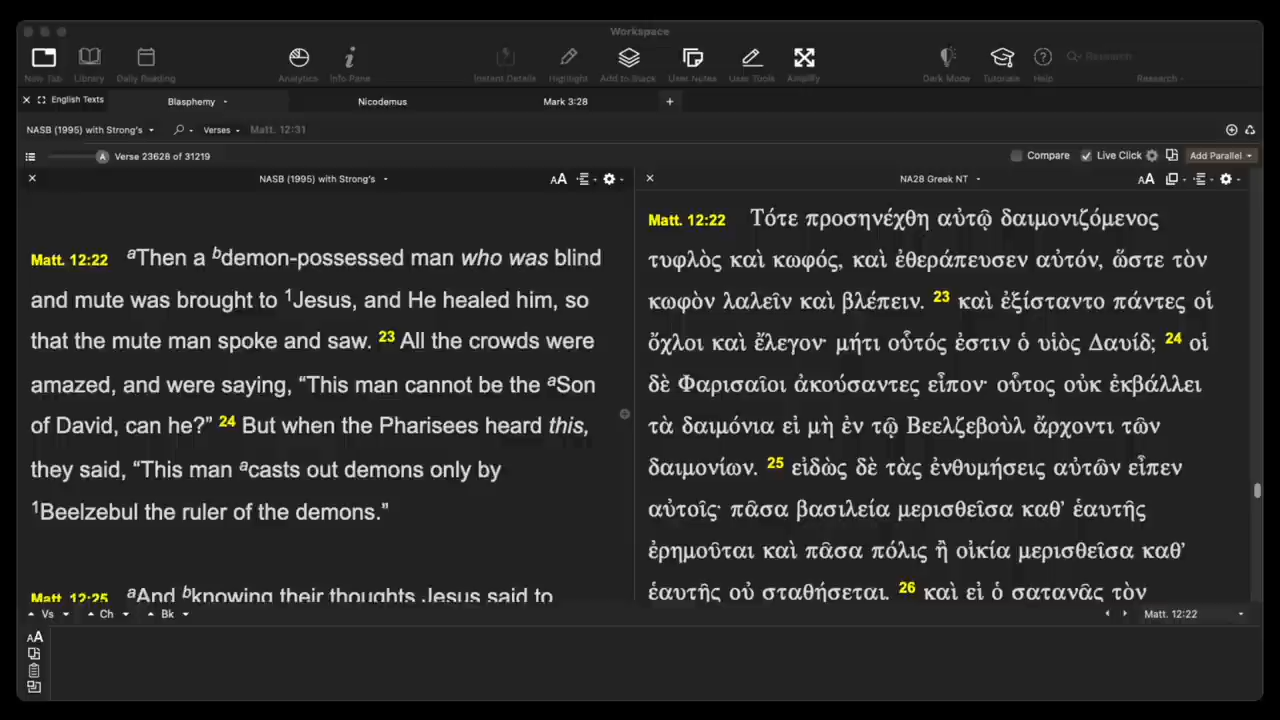 Workspace
New Tab Library Daily Reading Analytics Info Pane Instant Details Highlight Add to Stack User Notes User Tools Amplify Dark Mode Tutorials Help Research
Research
English Texts Blasphemy Nicodemus Mark 3:28 +
NASB (1995) with Strong's Verses Matt. 12:31
Verse 23628 of 31219 Compare Live Click Add Parallel
NASB (1995) with Strong's AA
Matt. 12:22 aThen a bdemon-possessed man who was blind
and mute was brought to 1Jesus, and He healed him, so
that the mute man spoke and saw. 23 All the crowds were
amazed, and were saying, “This man cannot be the aSon
of David, can he?” 24 But when the Pharisees heard this,
they said, “This man acasts out demons only by
1Beelzebul the ruler of the demons.”
Matt. 12:25 aAnd bknowing their thoughts Jesus said to
NA28 Greek NT AA
Matt. 12:22 Τότε προσηνέχθη αὐτῷ δαιμονιζόμενος
τυφλὸς καὶ κωφός, καὶ ἐθεράπευσεν αὐτόν, ὥστε τὸν
κωφὸν λαλεῖν καὶ βλέπειν. 23 καὶ ἐξίσταντο πάντες οἱ
ὄχλοι καὶ ἔλεγον· μήτι οὗτός ἐστιν ὁ υἱὸς Δαυίδ; 24 οἱ
δὲ Φαρισαῖοι ἀκούσαντες εἶπον· οὗτος οὐκ ἐκβάλλει
τὰ δαιμόνια εἰ μὴ ἐν τῷ Βεελζεβοὺλ ἄρχοντι τῶν
δαιμονίων. 25 εἰδὼς δὲ τὰς ἐνθυμήσεις αὐτῶν εἶπεν
αὐτοῖς· πᾶσα βασιλεία μερισθεῖσα καθ’ ἑαυτῆς
ἐρημοῦται καὶ πᾶσα πόλις ἢ οἰκία μερισθεῖσα καθ’
ἑαυτῆς οὐ σταθήσεται. 26 καὶ εἰ ὁ σατανᾶς τὸν
Vs Ch Bk Matt. 12:22
AA